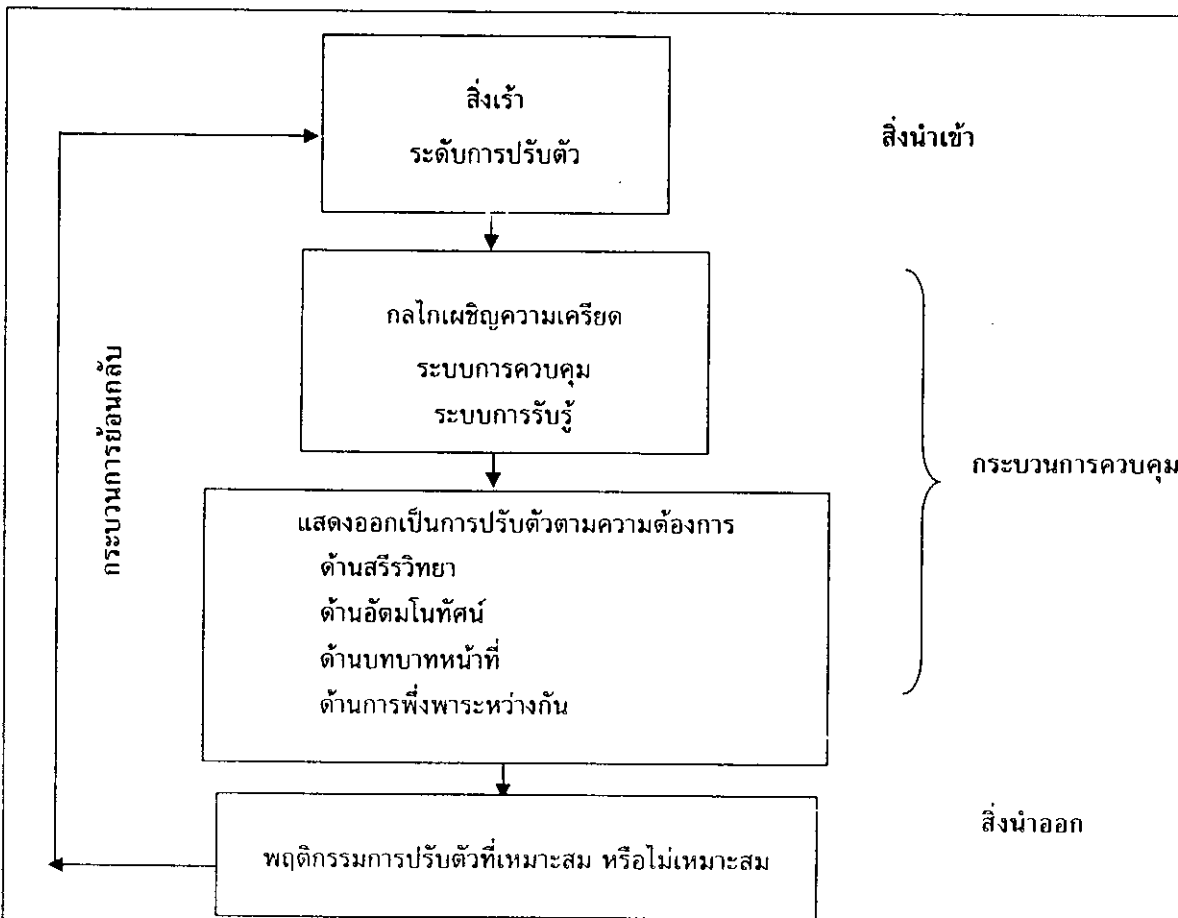 สิ่งเร้า
ระดับการปรับตัว
สิ่งนำเข้า
กลไกเผชิญความเครียด
ระบบการควบคุม
ระบบการรับรู้
กระบวนการควบคุม
กระบวนการย้อนกลับ
แสดงออกเป็นการปรับตัวตามความต้องการ
ด้านสรีรวิทยา
ด้านอัตมโนทัศน์
ด้านบทบาทหน้าที่
ด้านการพึ่งพาระหว่างกัน
สิ่งนำออก
พฤติกรรมการปรับตัวที่เหมาะสม หรือไม่เหมาะสม